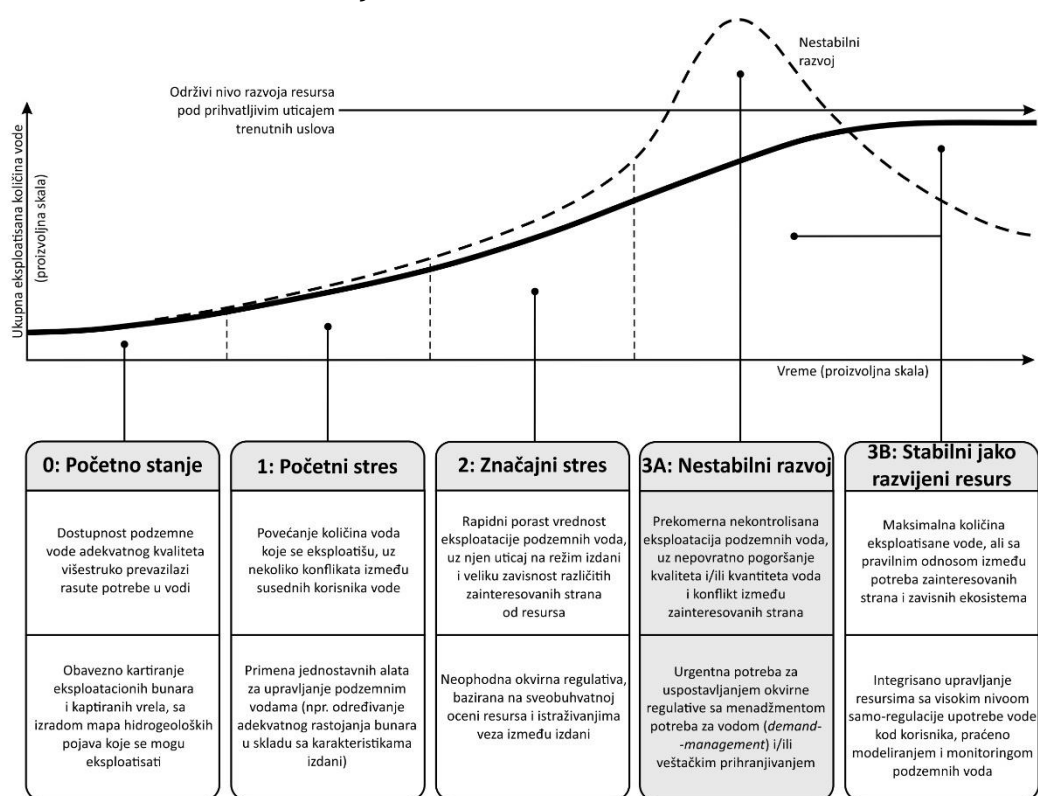 Nestabilni
razvoj
Održivi nivo razvoja resursa
pod prihvatljivim uticajem
trenutnih uslova
Ukupna eksploatisana količina vode
(proizvoljna skala)
Vreme (proizvoljna skala)
0: Početno stanje
Dostupnost podzemne
vode adekvatnog kvaliteta
višestruko prevazilazi
rasute potrebe u vodi
Obavezno kartiranje
eksploatacionih bunara
i kaptiranih vrela, sa
izradom mapa hidrogeoloških
pojava koje se mogu
eksploatisati
1: Početni stres
Povećanje količina voda
koje se eksploatišu, uz
nekoliko konflikata između
susednih korisnika vode
Primena jednostavnih alata
za upravljanje podzemnim
vodama (npr. određivanje
adekvatnog rastojanja bunara
u skladu sa karakteristikama
izdani)
2: Značajni stres
Rapidni porast vrednost
eksploatacije podzemnih voda,
uz njen uticaj na režim izdani
i veliku zavisnost različitih
zainteresovanih strana
od resursa
Neophodna okvirna regulativa,
bazirana na sveobuhvatnoj
oceni resursa i istraživanjima
veza između izdani
3A: Nestabilni razvoj
Prekomerna nekontrolisana
eksploatacija podzemnih voda,
uz nepovratno pogoršanje
kvaliteta i/ili kvantiteta voda
i konflikt između
zainteresovanih strana
Urgentna potreba za
uspostavljanjem okvirne
regulative sa menadžmentom
potreba za vodom (demand-
-management) i/ili
veštačkim prihranjivanjem
3B: Stabilni jako
razvijeni resurs
Maksimalna količina
eksploatisane vode, ali sa
pravilnim odnosom između
potreba zainteresovanih
strana i zavisnih ekosistema
Integrisano upravljanje
resursima sa visokim nivoom
samo-regulacije upotrebe vode
kod korisnika, praćeno
modeliranjem i monitoringom
podzemnih voda